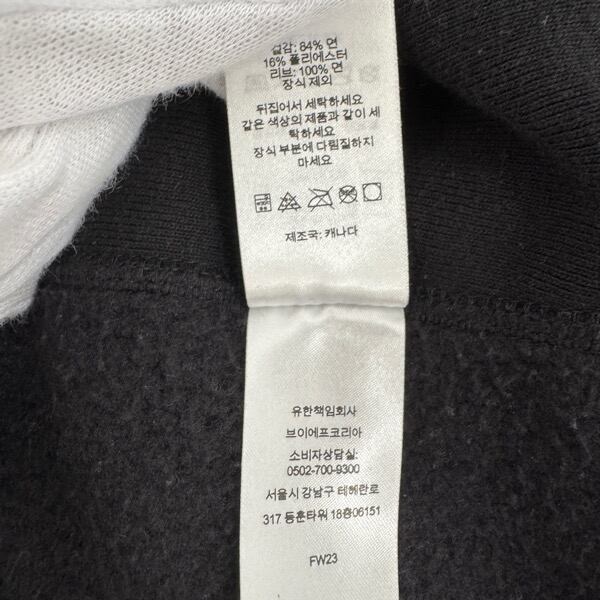 겉감: 84% 면
16% 폴리에스터
리브: 100% 면
장식 제외
뒤집어서 세탁하세요
같은 색상의 제품과 같이 세
탁하세요
장식 부분에 다림질하지
마세요
제조국: 캐나다
유한책임회사
브이에프코리아
소비자상담실:
0502-700-9300
서울시 강남구 테헤란로
317 동훈타워 18층06151
FW23